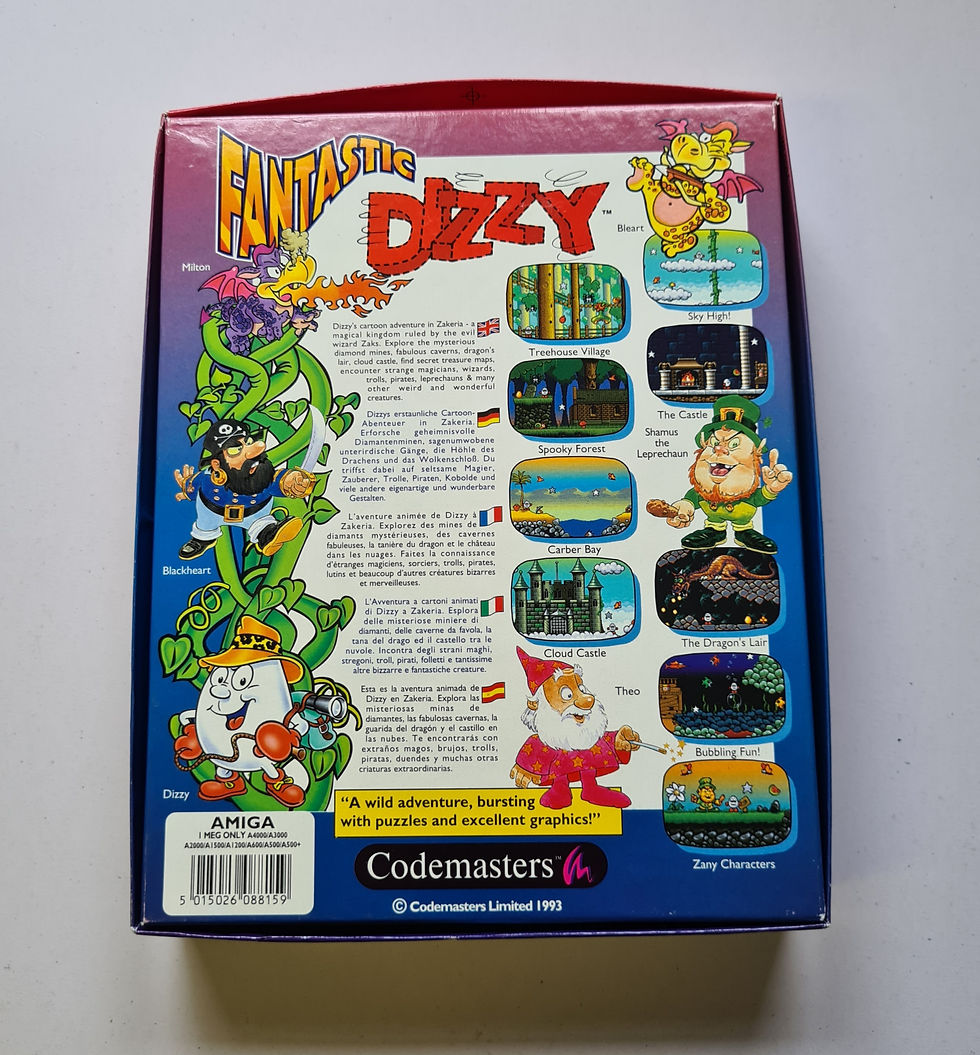 FANTASTIC
DIZZY™
Milton
Bleart
Dizzy's cartoon adventure in Zakeria - a
magical kingdom ruled by the evil
wizard Zaks. Explore the mysterious
diamond mines, fabulous caverns, dragon's
lair, cloud castle, find secret treasure maps,
encounter strange magicians, wizards,
trolls, pirates, leprechauns & many
other weird and wonderful
creatures.
Dizzys erstaunliche Cartoon-
Abenteuer in Zakeria.
Erforsche geheimnisvolle
Diamantenminen, sagenumwobene
unterirdische Gänge, die Höhle des
Drachens und das Wolkenschloß. Du
triffst dabei auf seltsame Magier,
Zauberer, Trolle, Piraten, Kobolde und
viele andere eigenartige und wunderbare
Gestalten.
L'aventure animée de Dizzy à
Zakeria. Explorez des mines de
diamants mystérieuses, des cavernes
fabuleuses, la tanière du dragon et le château
dans les nuages. Faites la connaissance
d'étranges magiciens, sorciers, trolls, pirates,
lutins et beaucoup d'autres créatures bizarres
et merveilleuses.
L'Avventura a cartoni animati
di Dizzy a Zakeria. Esplora
delle misteriose miniere di
diamanti, delle caverne da favola, la
tana del drago ed il castello tra le
nuvole. Incontra degli strani maghi,
stregoni, troll, pirati, folletti e tantissime
altre bizzarre e fantastiche creature.
Esta es la aventura animada de
Dizzy en Zakeria. Explora las
misteriosas minas de
diamantes, las fabulosas cavernas, la
guarida del dragón y el castillo en
las nubes. Te encontrarás con
extraños magos, brujos, trolls,
piratas, duendes y muchas otras
criaturas extraordinarias.
Blackheart
Dizzy
Treehouse Village
Sky High!
Spooky Forest
The Castle
Shamus
the
Leprechaun
Carber Bay
Cloud Castle
The Dragon's Lair
Theo
Bubbling Fun!
Zany Characters
"A wild adventure, bursting
with puzzles and excellent graphics!"
AMIGA
1 MEG ONLY A4000/A3000
A2000/A1500/A1200/A600/A500/A500+
5 015026 088159
Codemasters™
© Codemasters Limited 1993